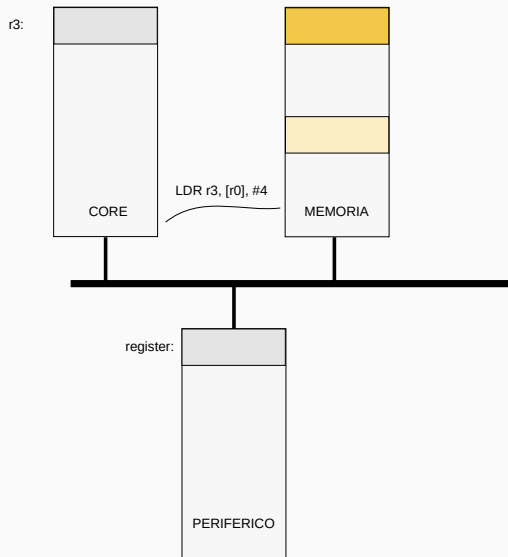 r3:
LDR r3, [r0], #4
CORE
MEMORIA
register:
PERIFERICO